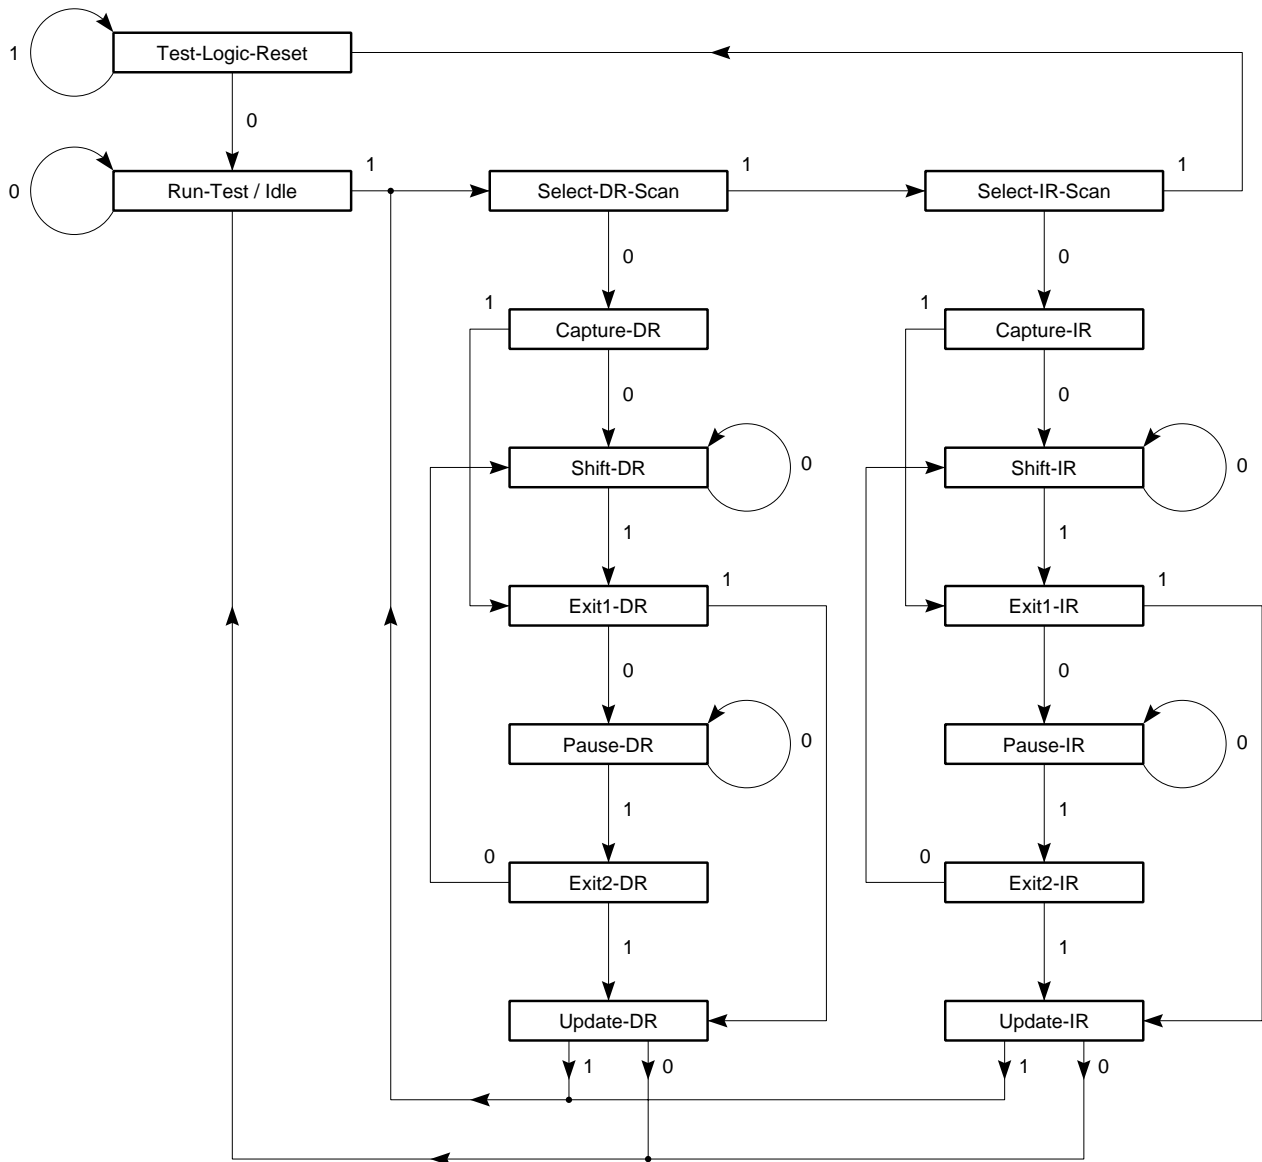 Test-Logic-Reset
1
0
Run-Test / Idle
0
1
Select-DR-Scan
1
Select-IR-Scan
1
0
0
1
Capture-DR
1
Capture-IR
0
0
Shift-DR
0
Shift-IR
0
1
1
Exit1-DR
1
Exit1-IR
1
0
0
Pause-DR
0
Pause-IR
0
1
1
0
Exit2-DR
0
Exit2-IR
1
1
Update-DR
Update-IR
1
0
1
0